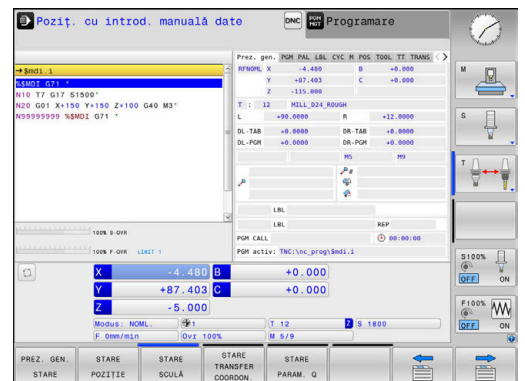 Poziţ. cu introd. manuală date
DNC
PGM MGT
Programare
→$mdi.i
%$MDI G71 *
N10 T7 G17 S1500*
N20 G01 X+150 Y+150 Z+100 G40 M3*
N99999999 %$MDI G71 *
Prez. gen. PGM PAL LBL CYC M POS TOOL TT TRANS
RFNOML X -4.480 B +0.000
Y +87.403 C +0.000
Z -115.000
T : 12 MILL_D24_ROUGH
L +90.0000 R +12.0000
DL-TAB +0.0000 DR-TAB +0.0000
DL-PGM +0.0000 DR-PGM +0.0000
M5 M9
LBL
LBL REP
PGM CALL 00:00:00
PGM activ: TNC:\nc_prog\$mdi.i
100% S-OVR
100% F-OVR LIMIT 1
X -4.480 B +0.000
Y +87.403 C +0.000
Z -5.000
Modus: NOML. 1 T 12 Z S 1800
F 0mm/min Ovr 100% M 5/9
M
S
T
S100%
OFF ON
F100%
OFF ON
PREZ. GEN. STARE
STARE POZIŢIE
STARE SCULĂ
STARE TRANSFER COORDON.
STARE PARAM. Q